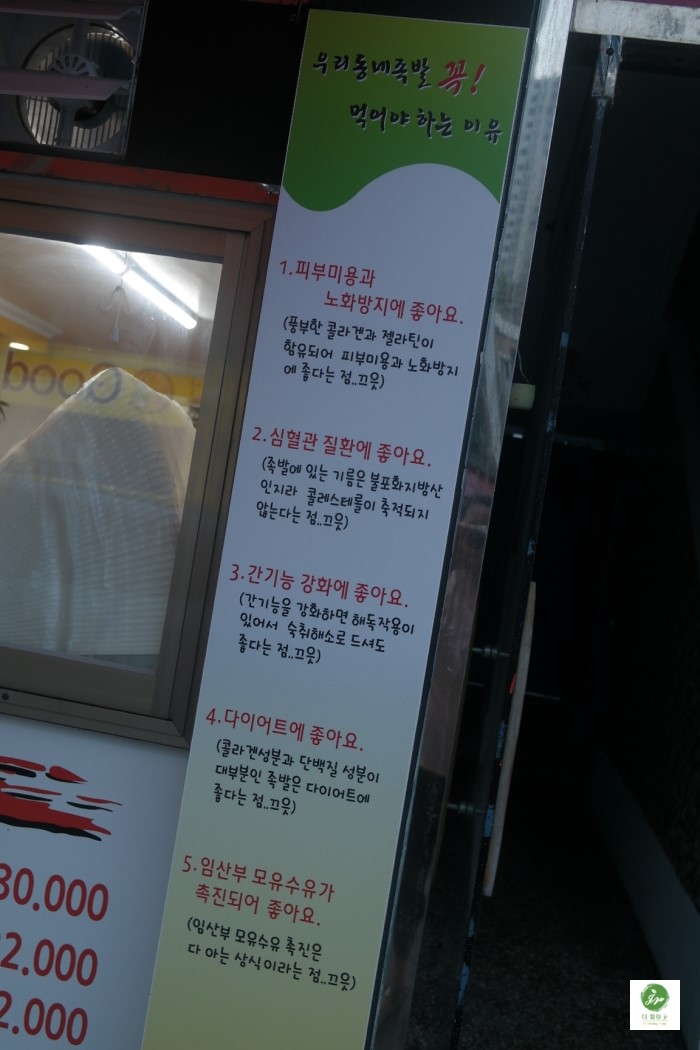 우리동네족발 꼭!
먹어야 하는 이유
1.피부미용과
노화방지에 좋아요.
(풍부한 콜라겐과 젤라틴이
함유되어 피부미용과 노화방지
에 좋다는 점..끄읏)
2.심혈관 질환에 좋아요.
(족발에 있는 기름은 불포화지방산
인지라 콜레스테롤이 축적되지
않는다는 점..끄읏)
3.간기능 강화에 좋아요.
(간기능을 강화하면 해독작용이
있어서 숙취해소로 드셔도
좋다는 점..끄읏)
4.다이어트에 좋아요.
(콜라겐성분과 단백질 성분이
대부분인 족발은 다이어트에
좋다는 점..끄읏)
5.임산부 모유수유가
촉진되어 좋아요.
(임산부 모유수유 촉진은
다 아는 상식이라는 점..끄읏)
Good
30.000
2.000
2.000